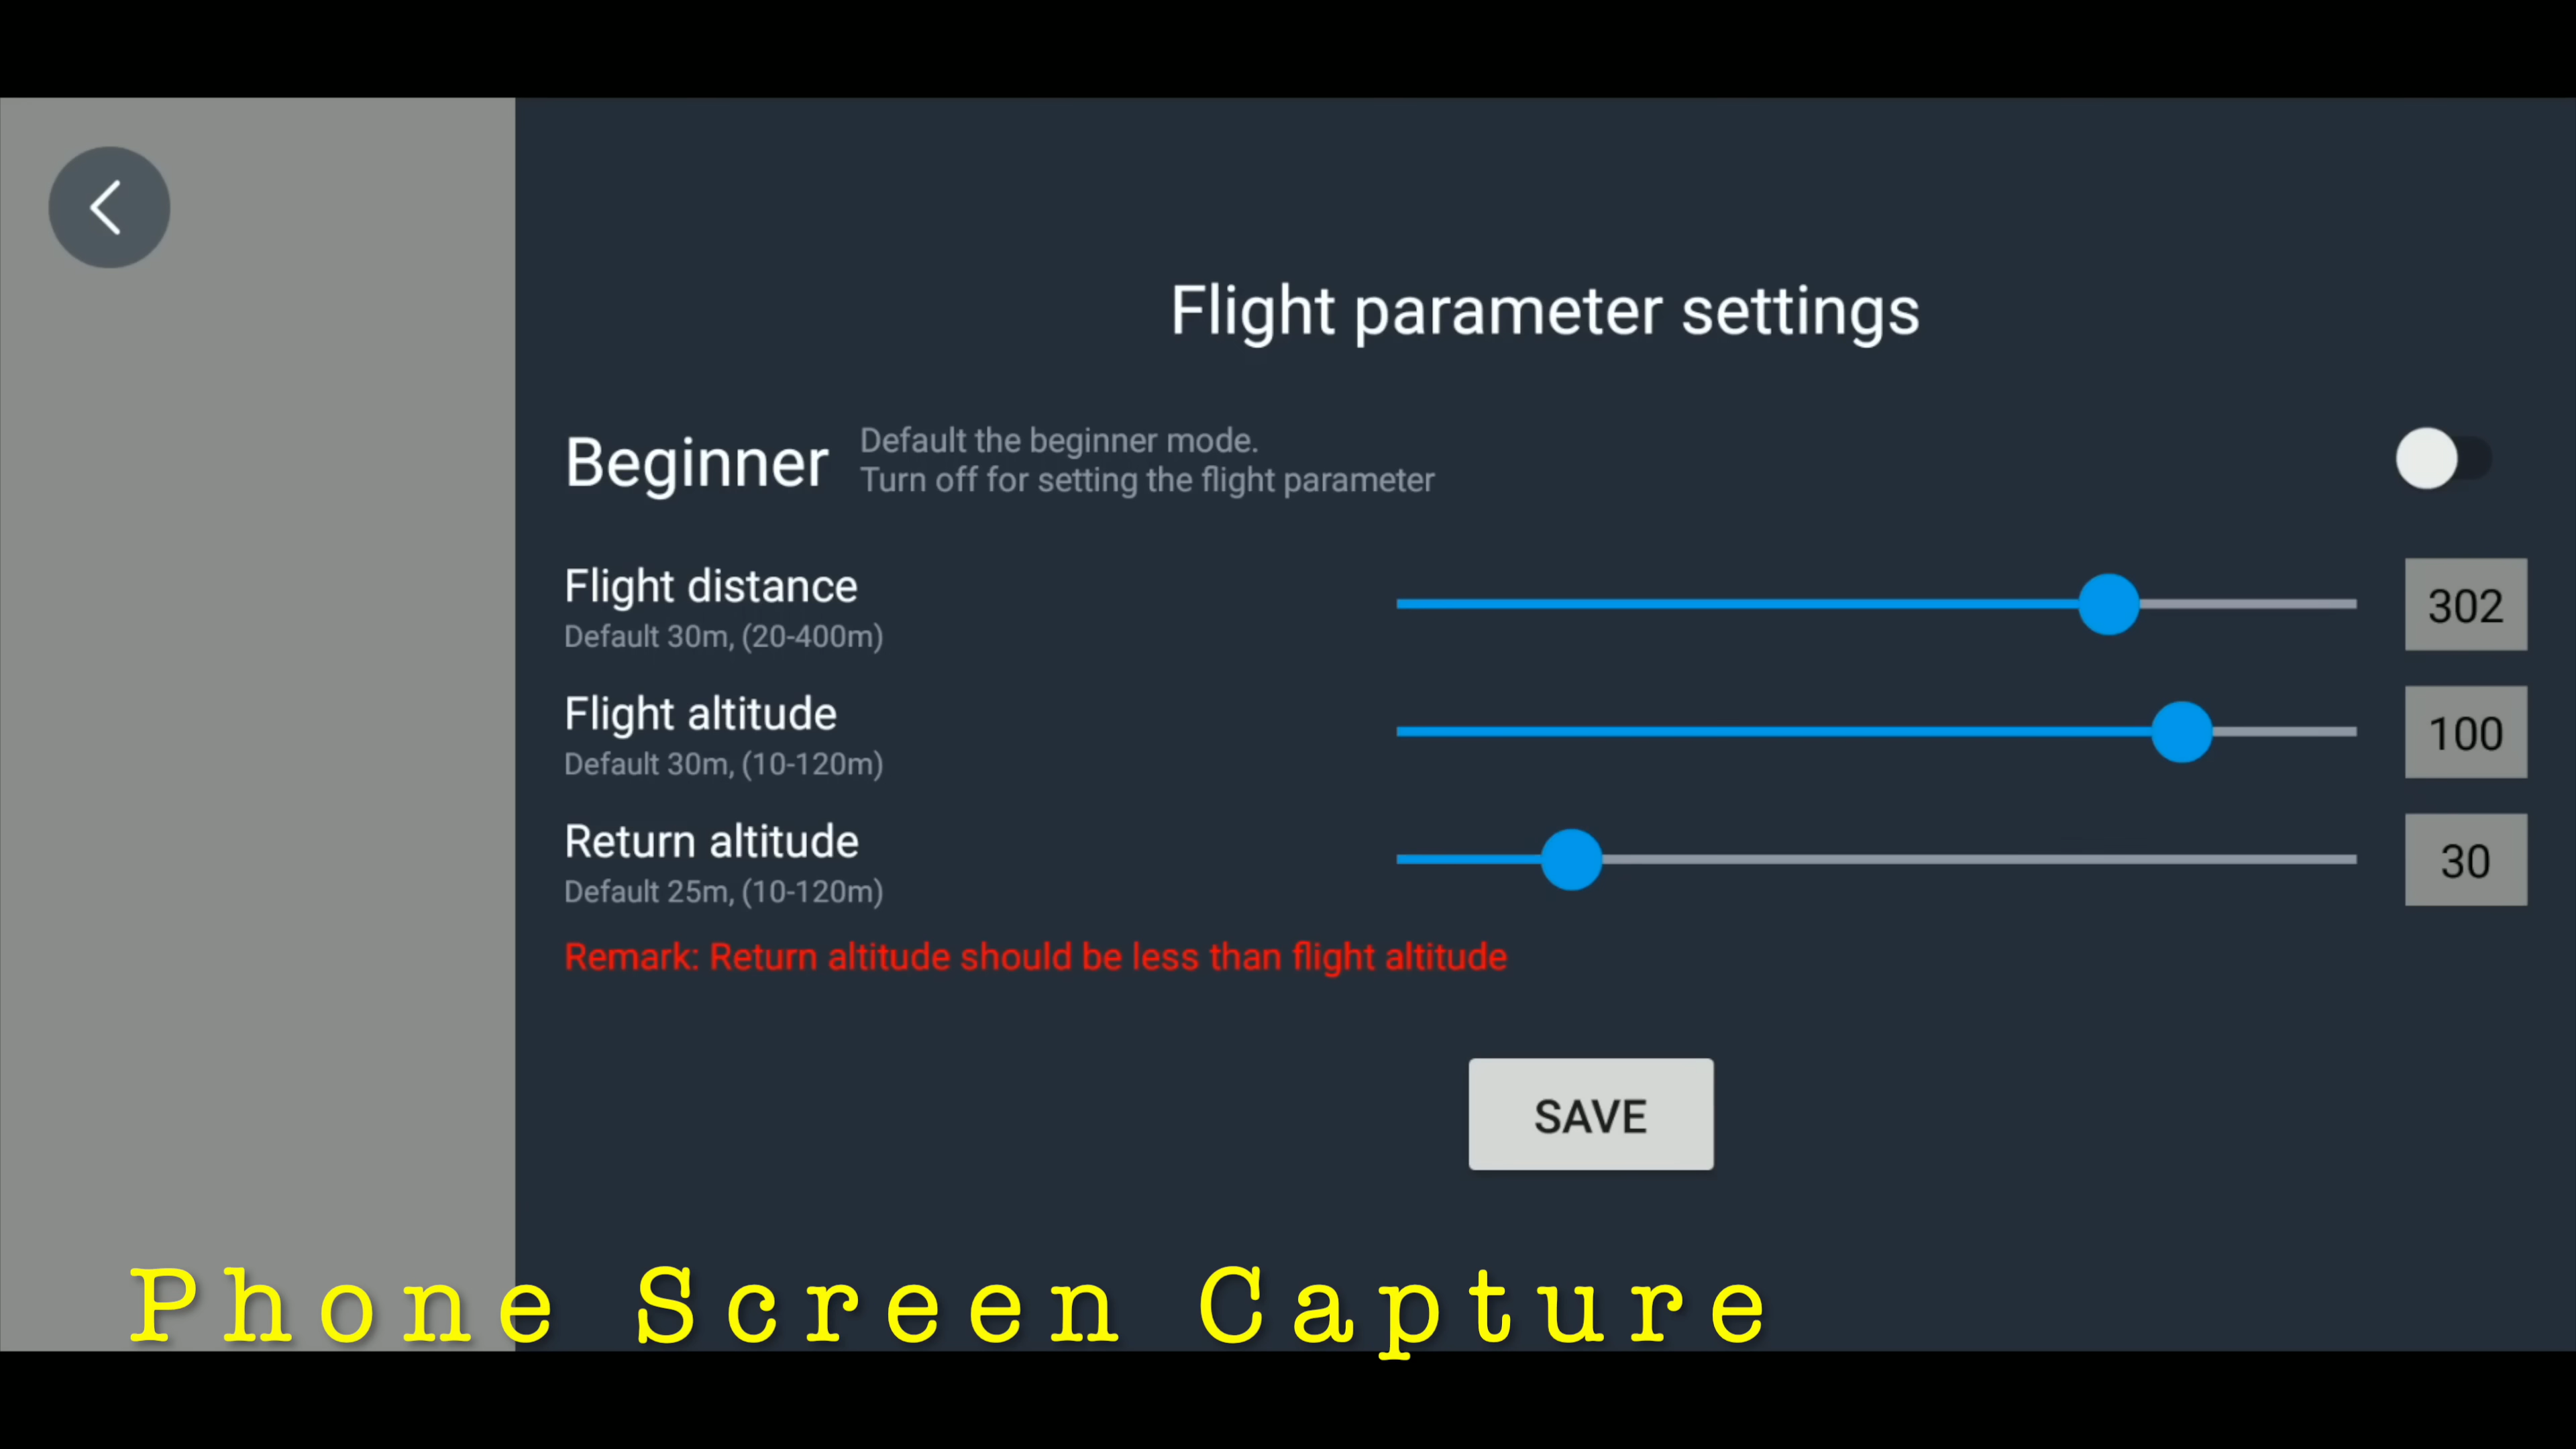 Flight parameter settings
Beginner
Default the beginner mode.
Turn off for setting the flight parameter
Flight distance
Default 30m, (20-400m)
302
Flight altitude
Default 30m, (10-120m)
100
Return altitude
Default 25m, (10-120m)
30
Remark: Return altitude should be less than flight altitude
SAVE
Phone Screen Capture